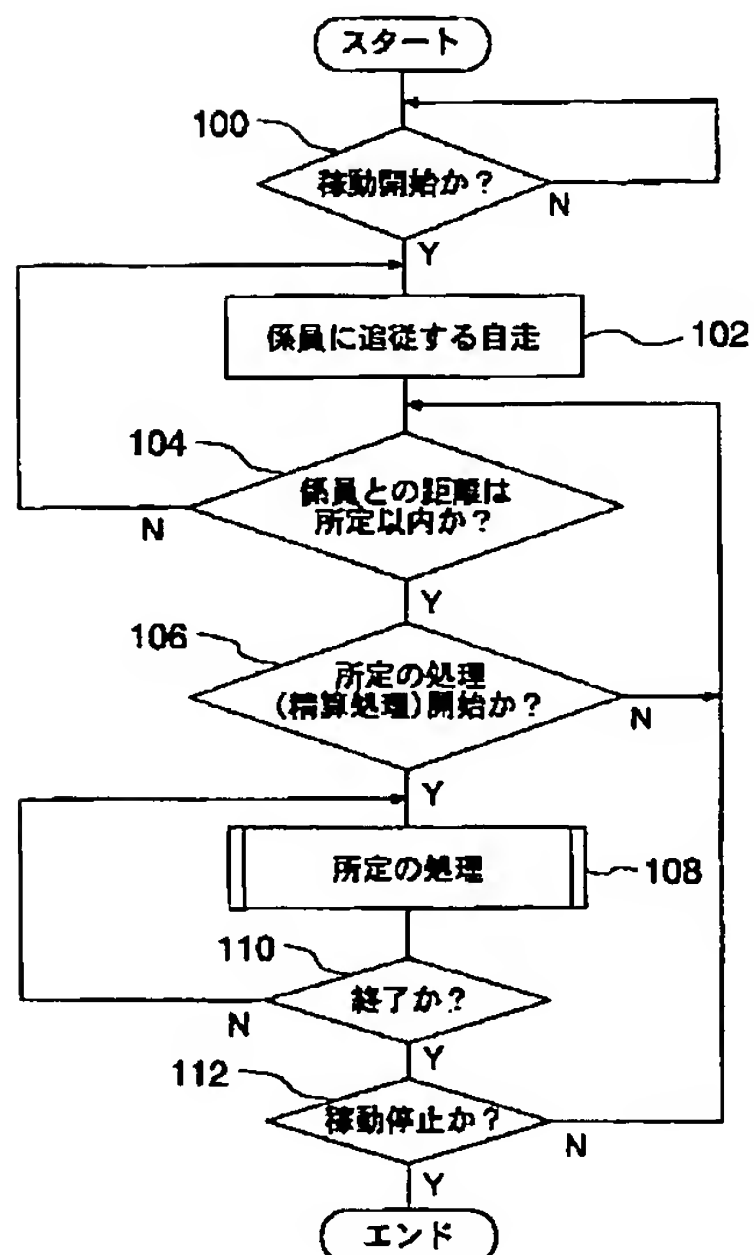 スタート
100
稼動開始か？
N
Y
係員に追従する自走
102
104
係員との距離は
所定以内か？
N
Y
106
所定の処理
(精算処理)開始か？
N
Y
所定の処理
108
110
終了か？
N
Y
112
稼動停止か？
N
Y
エンド